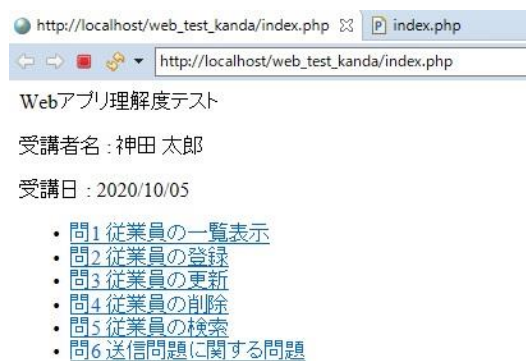 http://localhost/web_test_kanda/index.php index.php
http://localhost/web_test_kanda/index.php
Webアプリ理解度テスト
受講者名 : 神田 太郎
受講日 : 2020/10/05
• 問1 従業員の一覧表示
• 問2 従業員の登録
• 問3 従業員の更新
• 問4 従業員の削除
• 問5 従業員の検索
• 問6 送信問題に関する問題